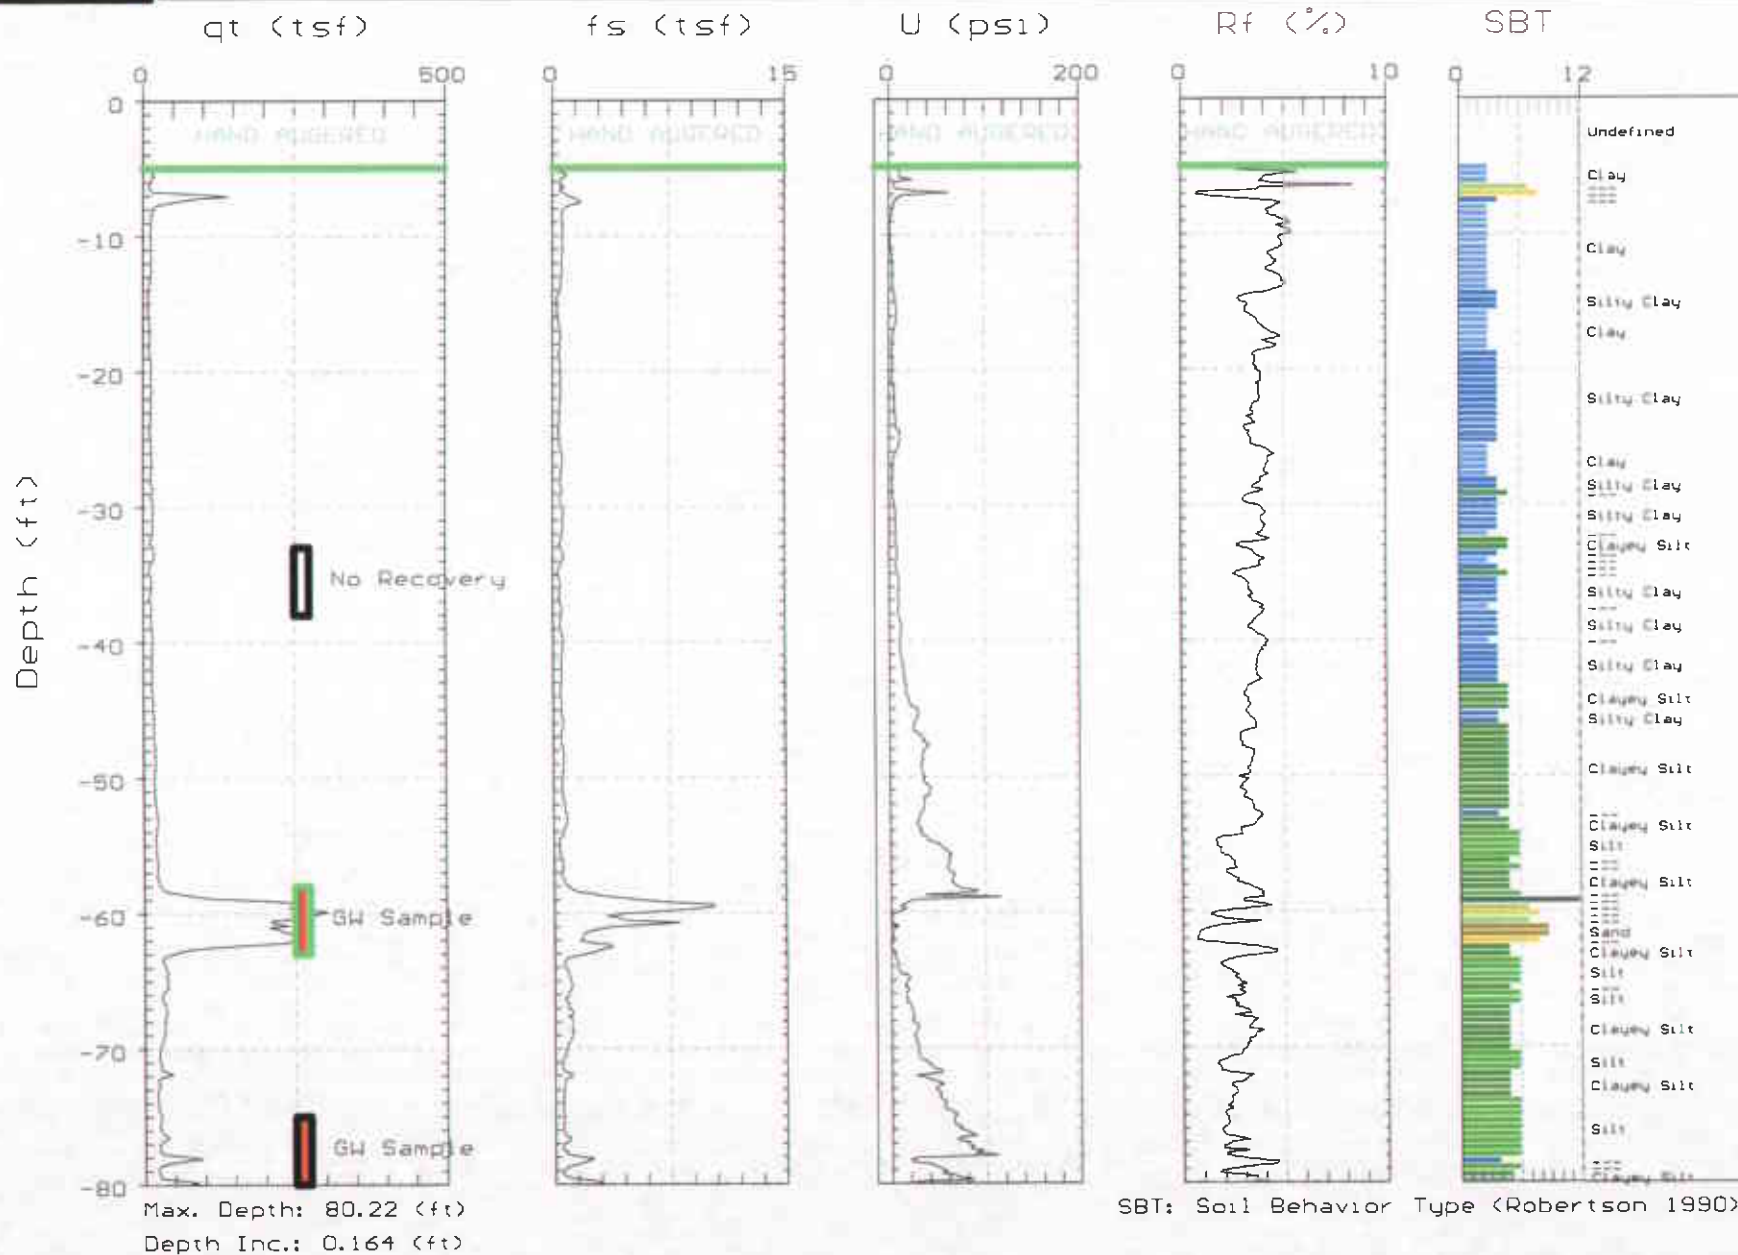 qt (tsf)
fs (tsf)
U (psi)
Rf (%)
SBT
0 500
0 15
0 200
0 10
0 12
0
-10
-20
-30
-40
-50
-60
-70
-80
Depth (ft)
HAND AUGERED
HAND AUGERED
HAND AUGERED
HAND AUGERED
No Recovery
GW Sample
GW Sample
Undefined
Clay
Clay
Silty Clay
Clay
Silty Clay
Clay
Silty Clay
Silty Clay
Clayey Silt
Silty Clay
Silty Clay
Silty Clay
Clayey Silt
Silty Clay
Clayey Silt
Clayey Silt
Silt
Clayey Silt
Sand
Clayey Silt
Silt
Silt
Clayey Silt
Silt
Clayey Silt
Silt
Clayey Silt
Max. Depth: 80.22 (ft)
Depth Inc.: 0.164 (ft)
SBT: Soil Behavior Type (Robertson 1990)